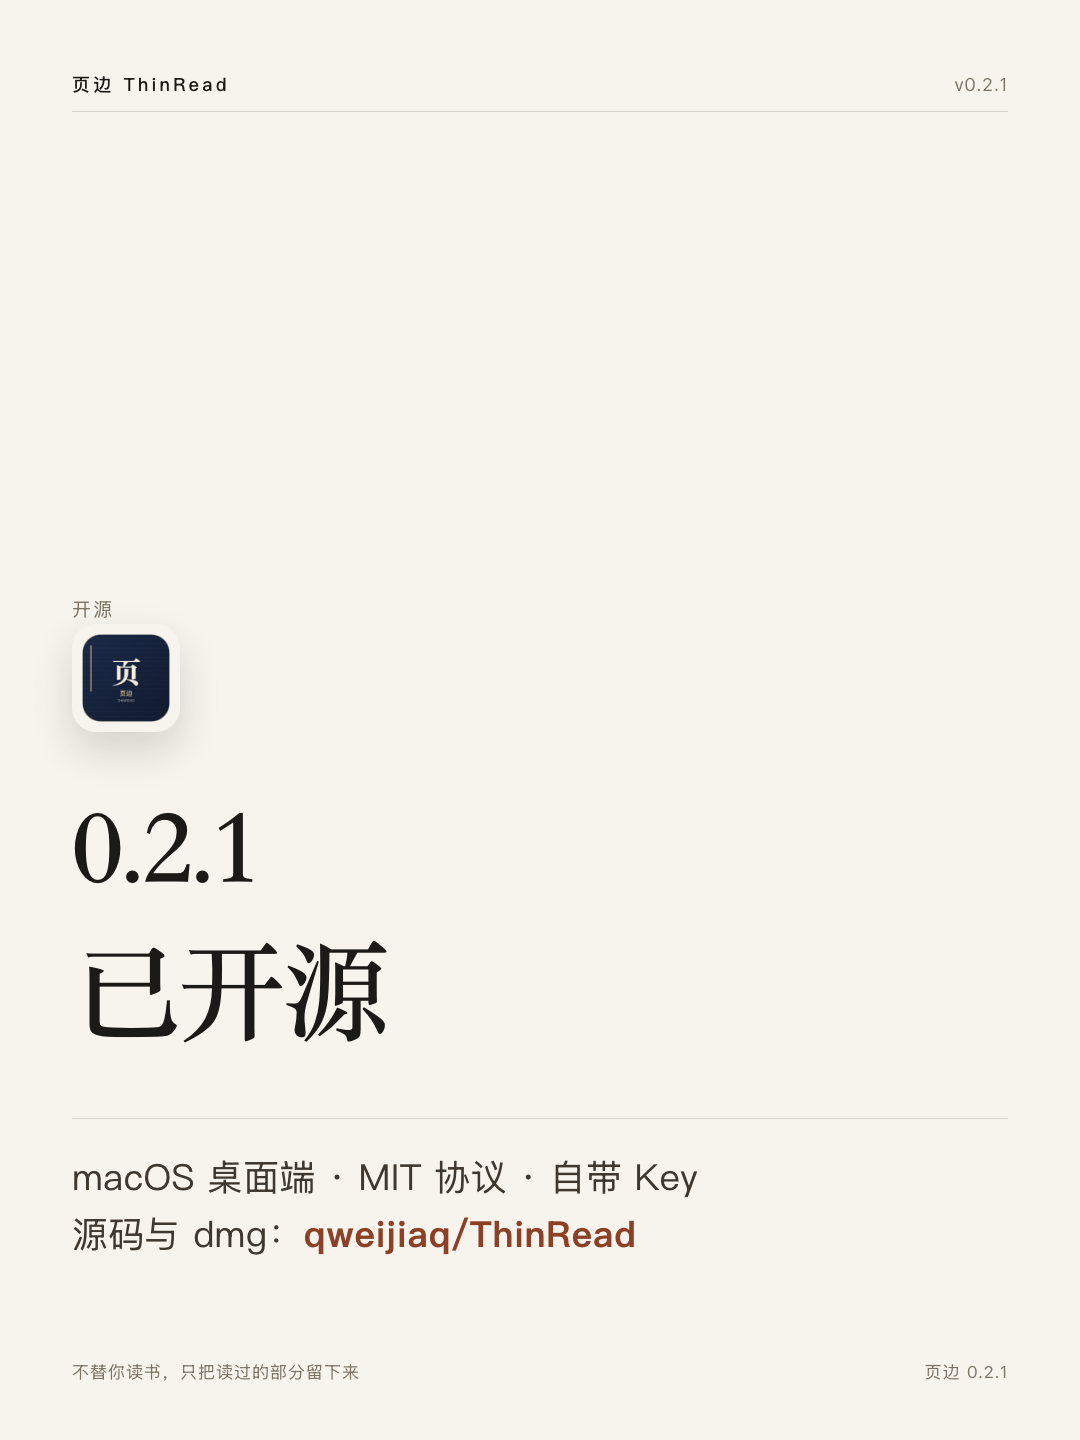 页边 ThinRead
v0.2.1
开源
页
页边
THINREAD
0.2.1
已开源
macOS 桌面端 · MIT 协议 · 自带 Key
源码与 dmg：qweijiaq/ThinRead
不替你读书，只把读过的部分留下来
页边 0.2.1